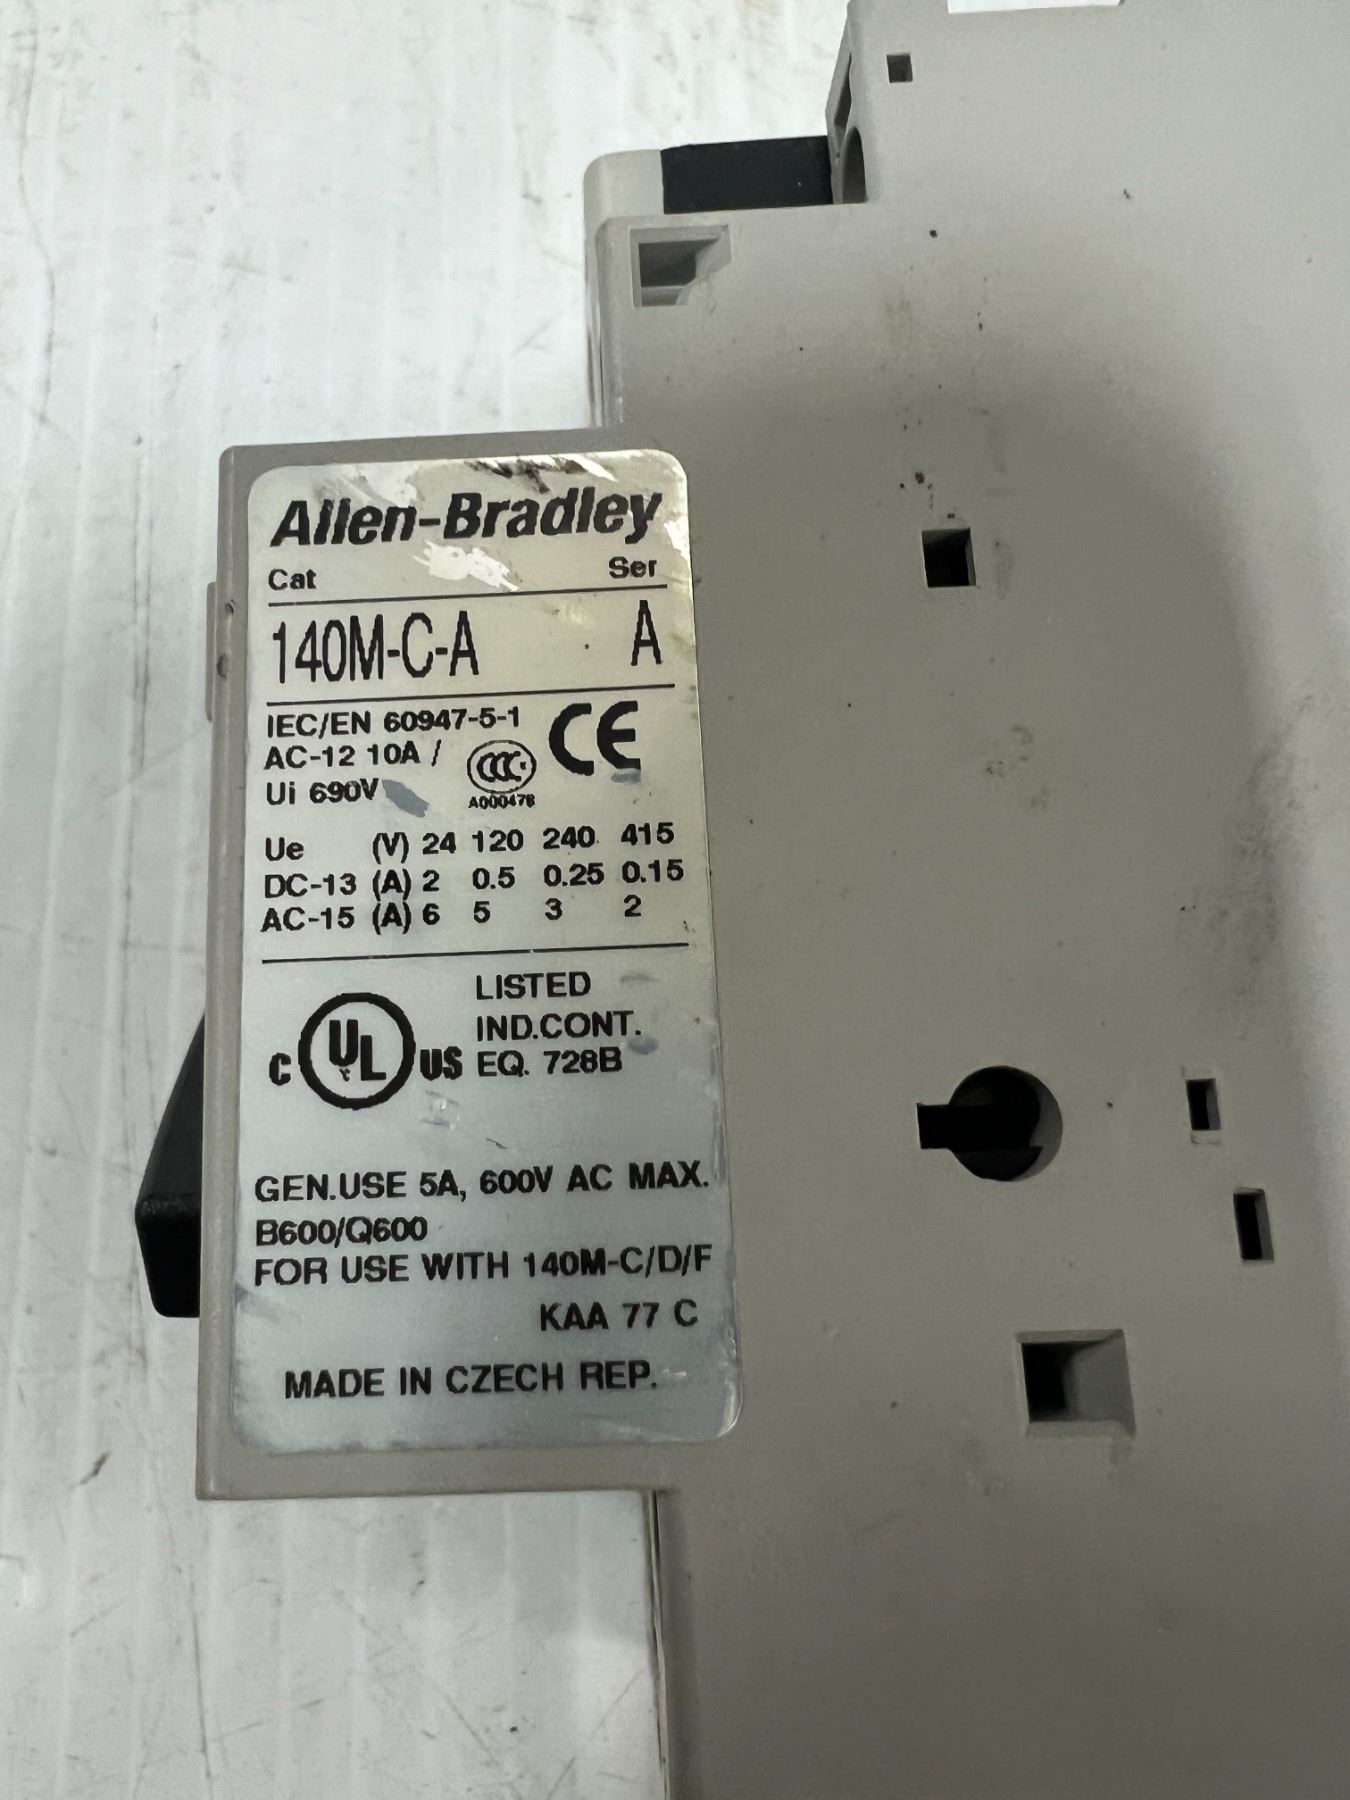 Allen-Bradley
Cat Ser
140M-C-A A
IEC/EN 60947-5-1
AC-12 10A /
Ui 690V
CCC
A000478
CE
Ue (V) 24 120 240 415
DC-13 (A) 2 0.5 0.25 0.15
AC-15 (A) 6 5 3 2
C UL US
LISTED
IND.CONT.
EQ. 728B
GEN.USE 5A, 600V AC MAX.
B600/Q600
FOR USE WITH 140M-C/D/F
KAA 77 C
MADE IN CZECH REP.